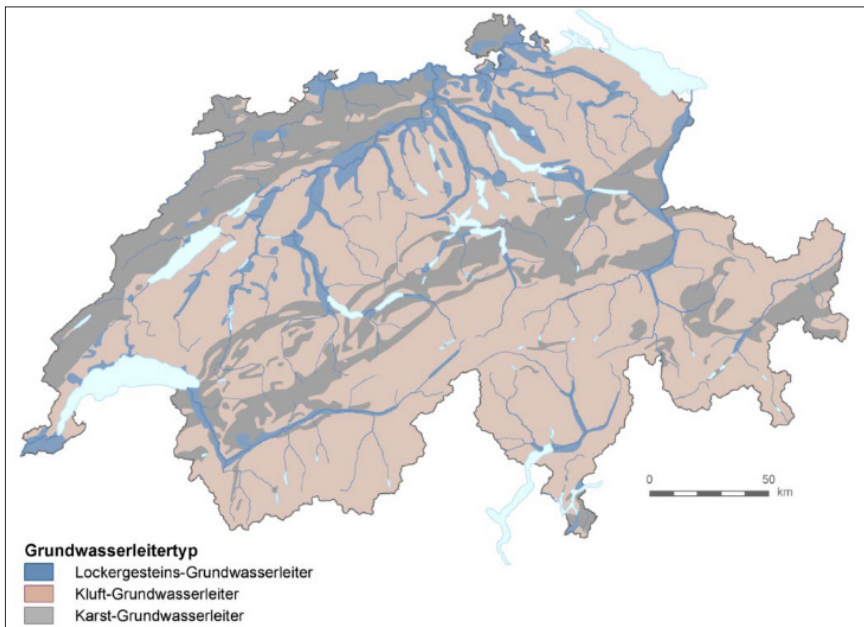 0 50
km
Grundwasserleitertyp
Lockergesteins-Grundwasserleiter
Kluft-Grundwasserleiter
Karst-Grundwasserleiter